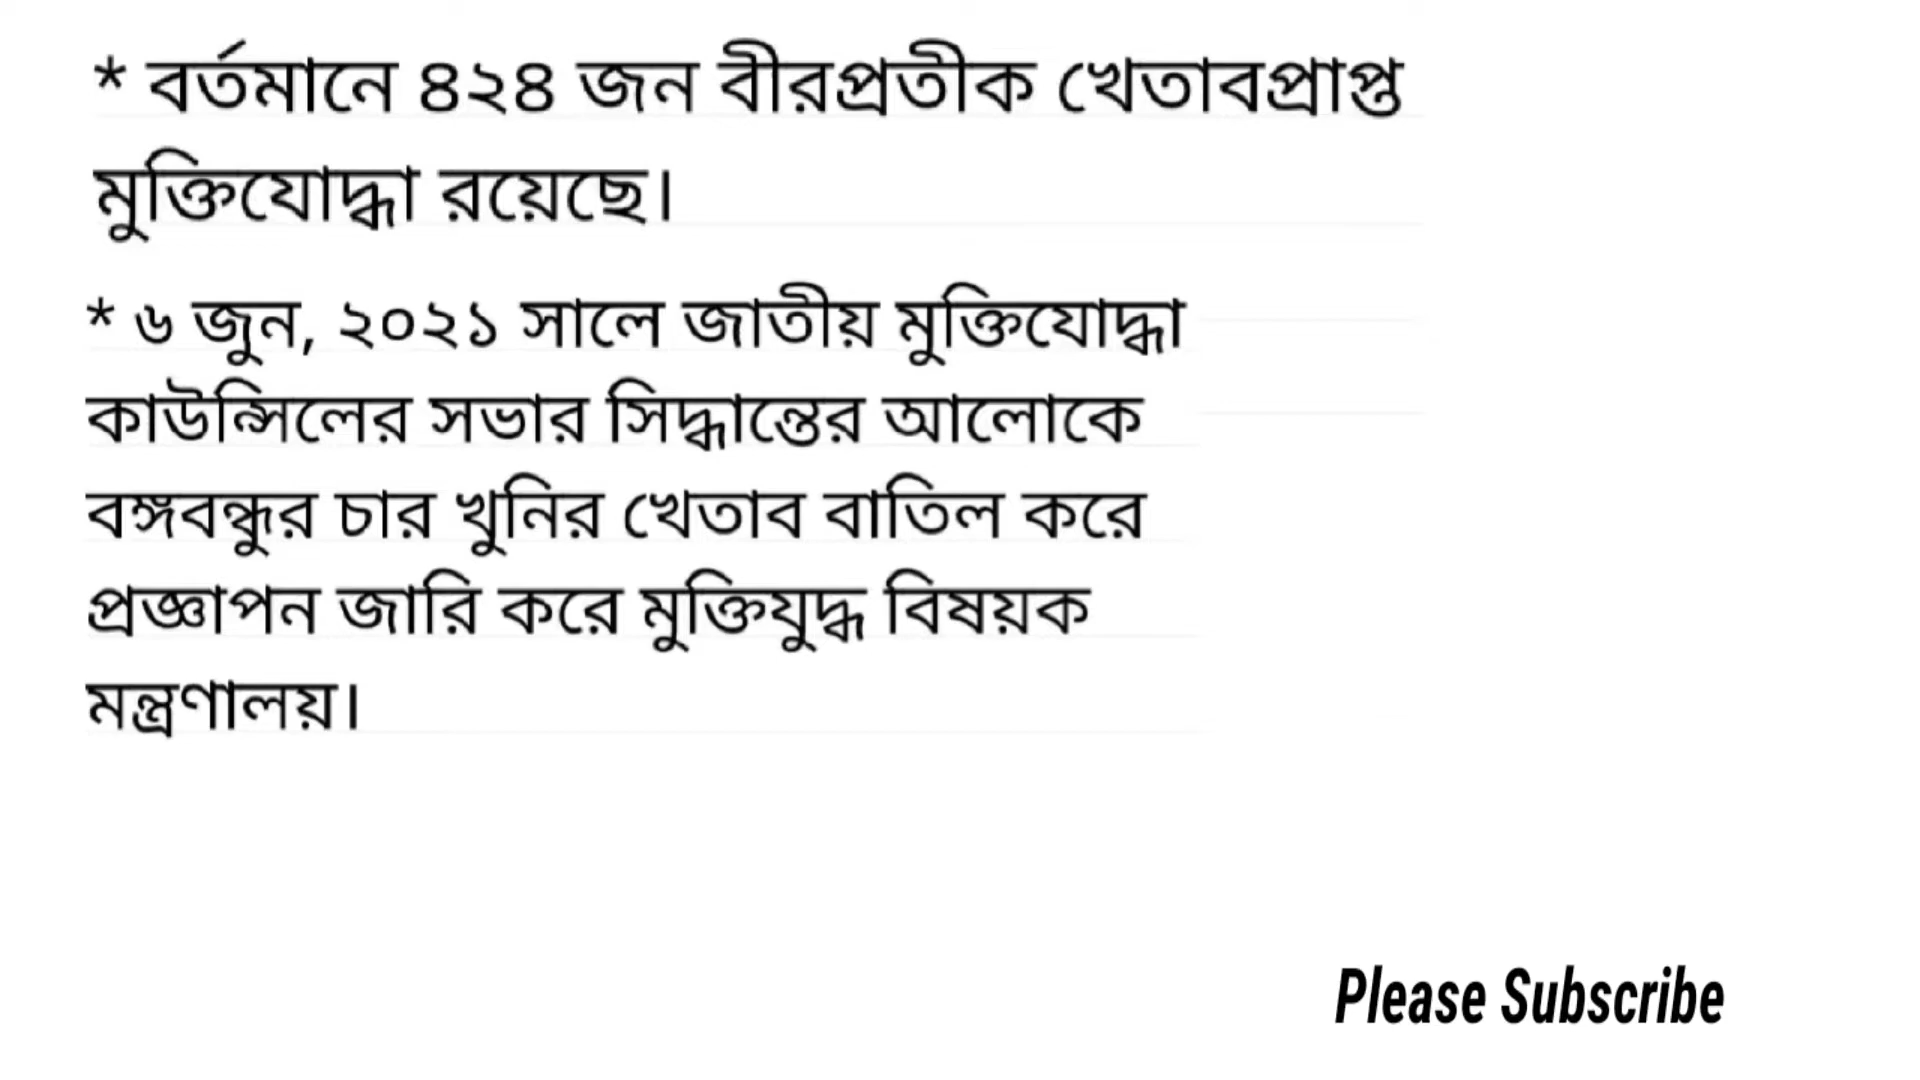 * বর্তমানে ৪২৪ জন বীরপ্রতীক খেতাবপ্রাপ্ত
মুক্তিযোদ্ধা রয়েছে।
* ৬ জুন, ২০২১ সালে জাতীয় মুক্তিযোদ্ধা
কাউন্সিলের সভার সিদ্ধান্তের আলোকে
বঙ্গবন্ধুর চার খুনির খেতাব বাতিল করে
প্রজ্ঞাপন জারি করে মুক্তিযুদ্ধ বিষয়ক
মন্ত্রণালয়।
Please Subscribe